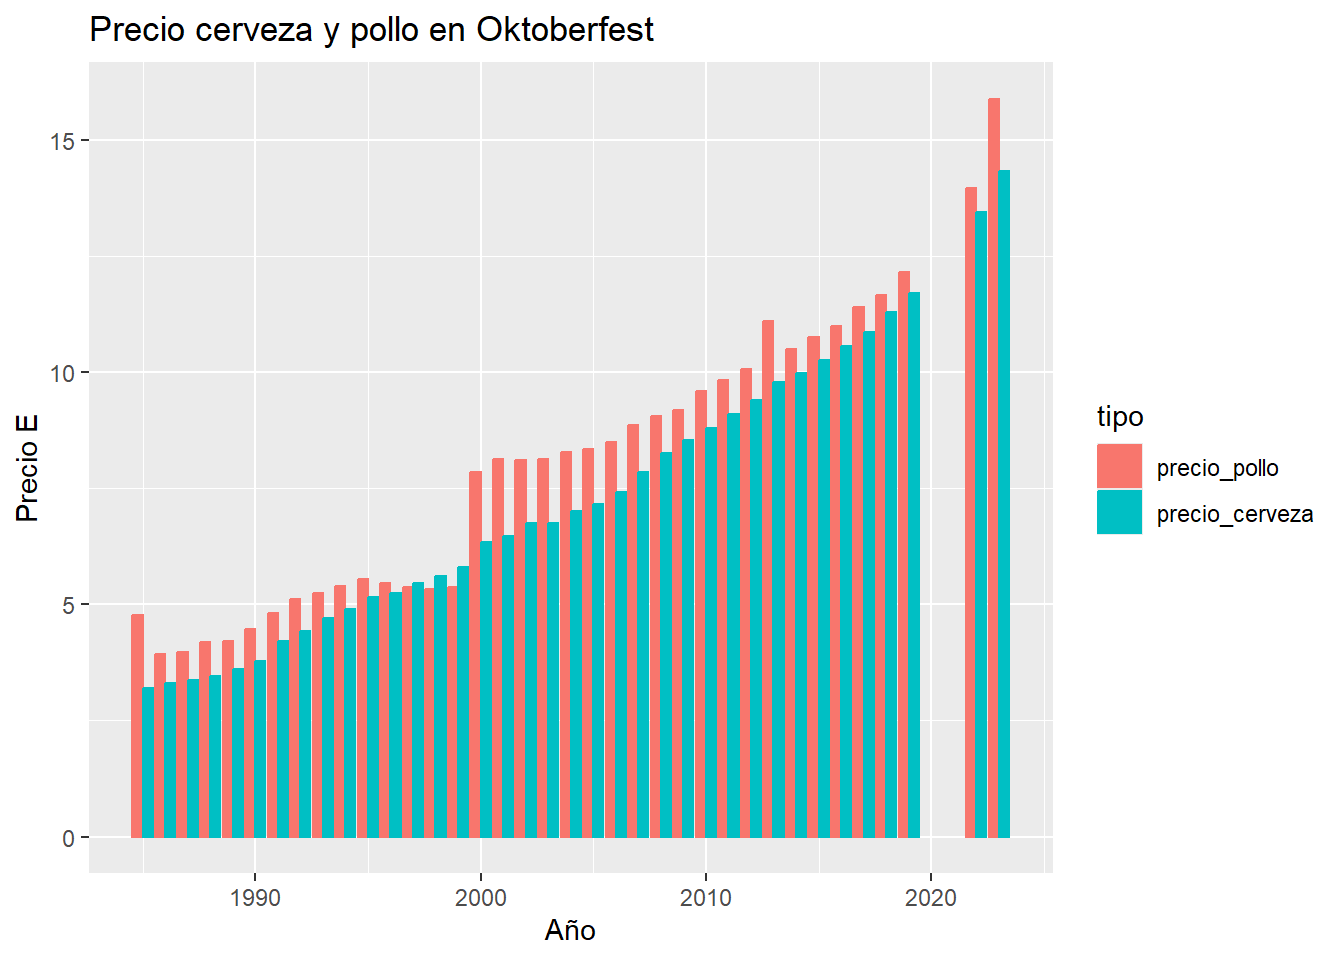 Precio cerveza y pollo en Oktoberfest
15
10
5
0
Precio E
1990
2000
2010
2020
Año
tipo
precio_pollo
precio_cerveza